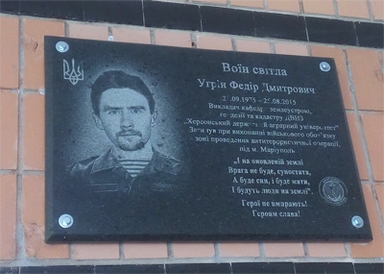 Воїн світла
Угрін Федір Дмитрович
.09.1975 – 2 .08.2015
Викладач кафедри землеустрою,
геодезії та кадастру ДВНЗ
"Херсонський державний аграрний університет"
Загинув при виконанні військового обов'язку
в зоні проведення антитерористичної операції,
під м. Маріуполь
"І на оновленій землі
Врага не буде, супостата,
А буде син, і буде мати,
І будуть люди на землі".
Герої не вмирають!
Героям слава!